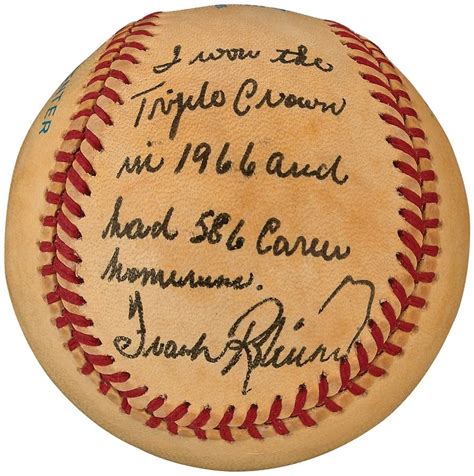 I won the
Triple Crown
in 1966 and
had 586 Career
homeruns.
Frank Robinson